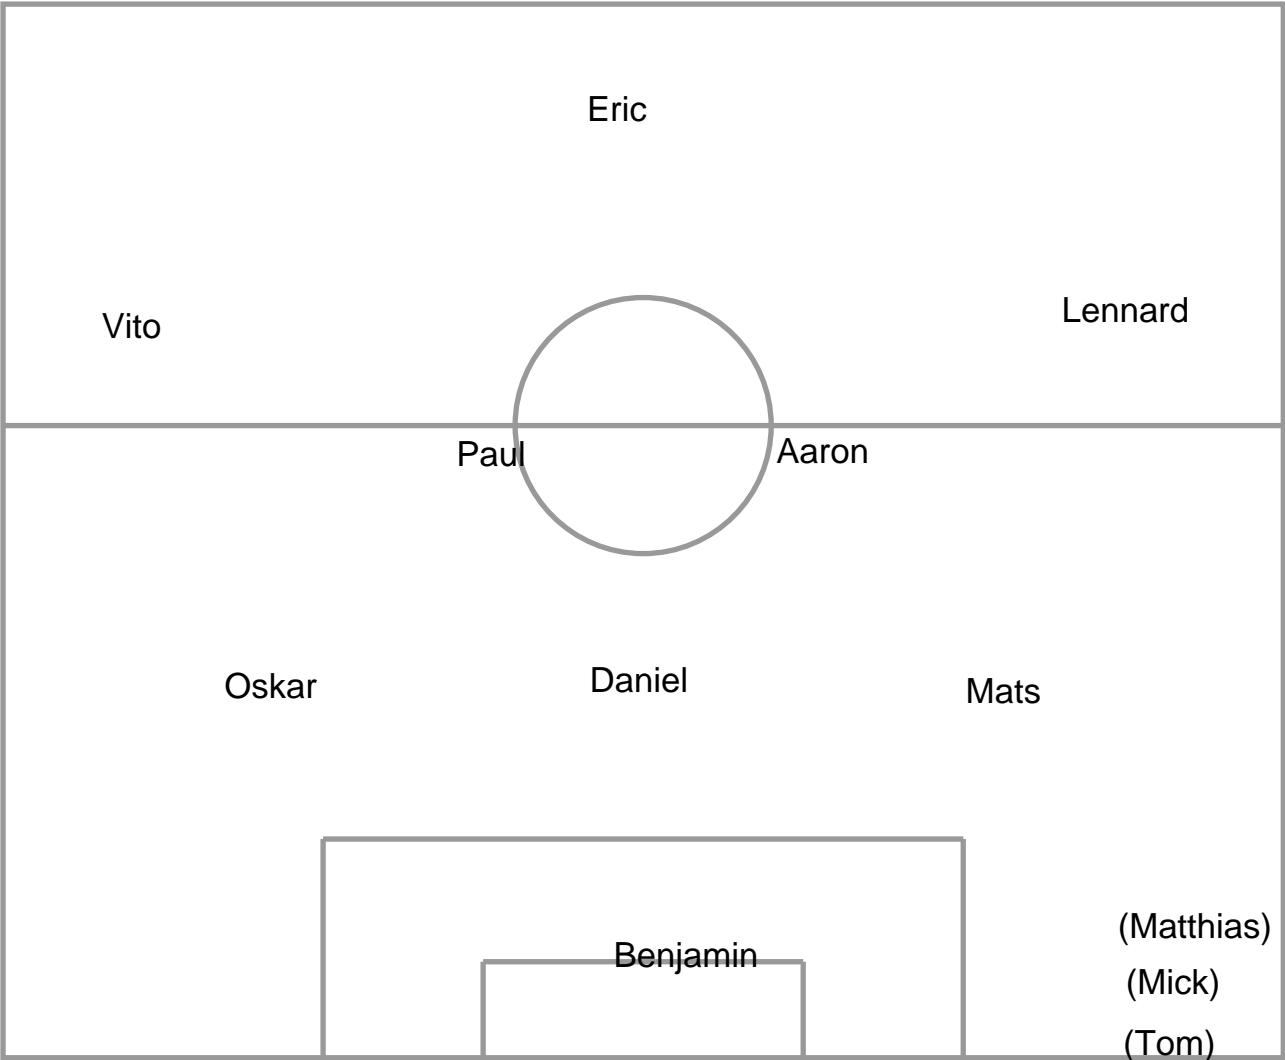 Eric
Vito
Lennard
Paul
Aaron
Oskar
Daniel
Mats
Benjamin
(Matthias)
(Mick)
(Tom)